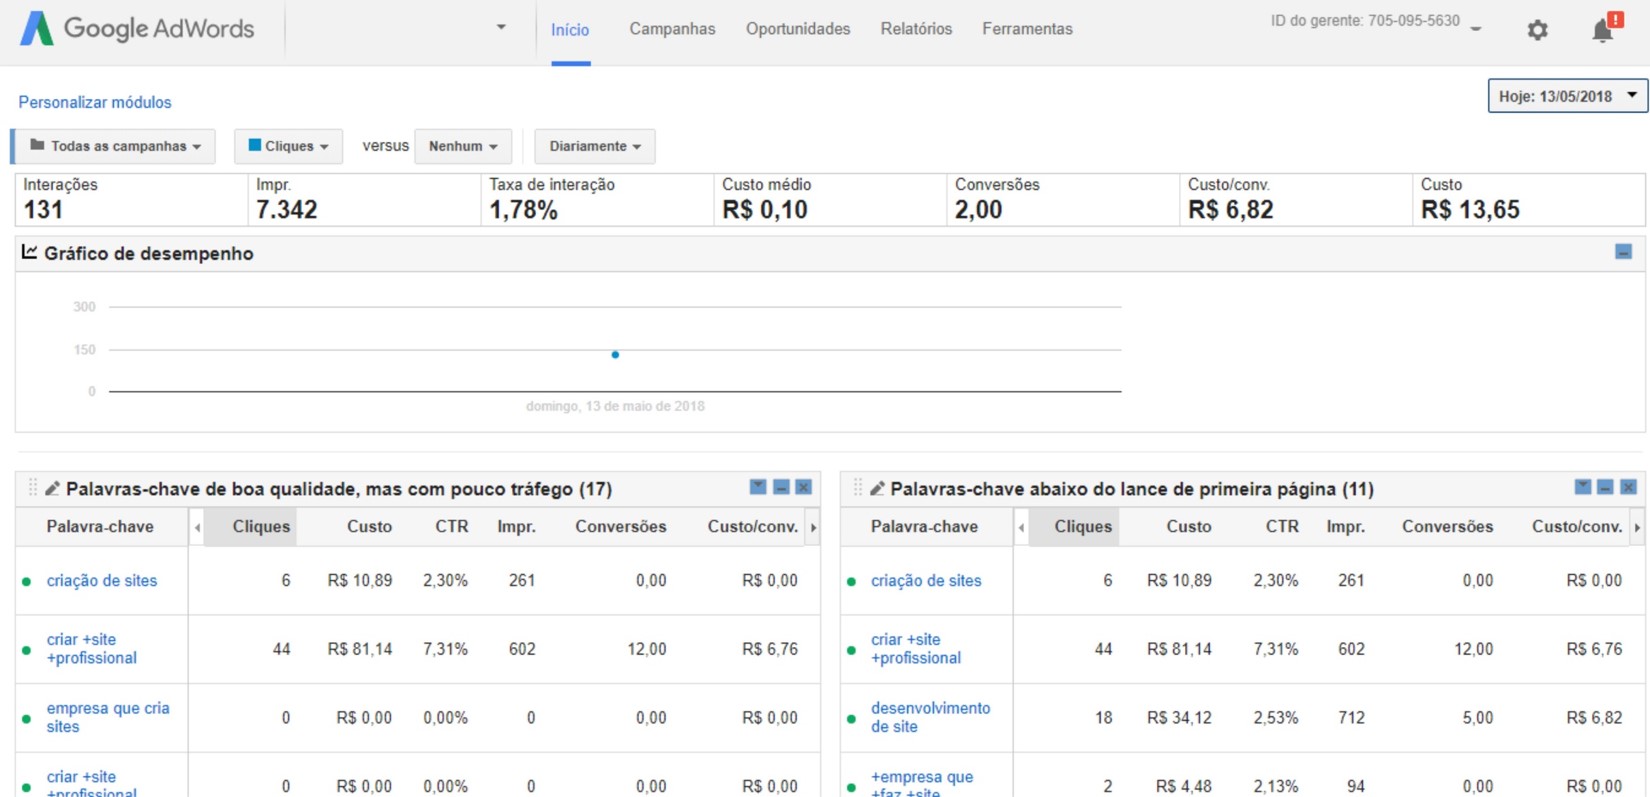 Google AdWords
Início Campanhas Oportunidades Relatórios Ferramentas
ID do gerente: 705-095-5630
!
Personalizar módulos
Hoje: 13/05/2018
Todas as campanhas Cliques versus Nenhum Diariamente
Interações Impr. Taxa de interação Custo médio Conversões Custo/conv. Custo
131 7.342 1,78% R$ 0,10 2,00 R$ 6,82 R$ 13,65
Gráfico de desempenho
300
150
0
domingo, 13 de maio de 2018
Palavras-chave de boa qualidade, mas com pouco tráfego (17)
Palavra-chave Cliques Custo CTR Impr. Conversões Custo/conv.
criação de sites 6 R$ 10,89 2,30% 261 0,00 R$ 0,00
criar +site
+profissional 44 R$ 81,14 7,31% 602 12,00 R$ 6,76
empresa que cria
sites 0 R$ 0,00 0,00% 0 0,00 R$ 0,00
criar +site
+profissional 0 R$ 0,00 0,00% 0 0,00 R$ 0,00
Palavras-chave abaixo do lance de primeira página (11)
Palavra-chave Cliques Custo CTR Impr. Conversões Custo/conv.
criação de sites 6 R$ 10,89 2,30% 261 0,00 R$ 0,00
criar +site
+profissional 44 R$ 81,14 7,31% 602 12,00 R$ 6,76
desenvolvimento
de site 18 R$ 34,12 2,53% 712 5,00 R$ 6,82
+empresa que
+faz +site 2 R$ 4,48 2,13% 94 0,00 R$ 0,00